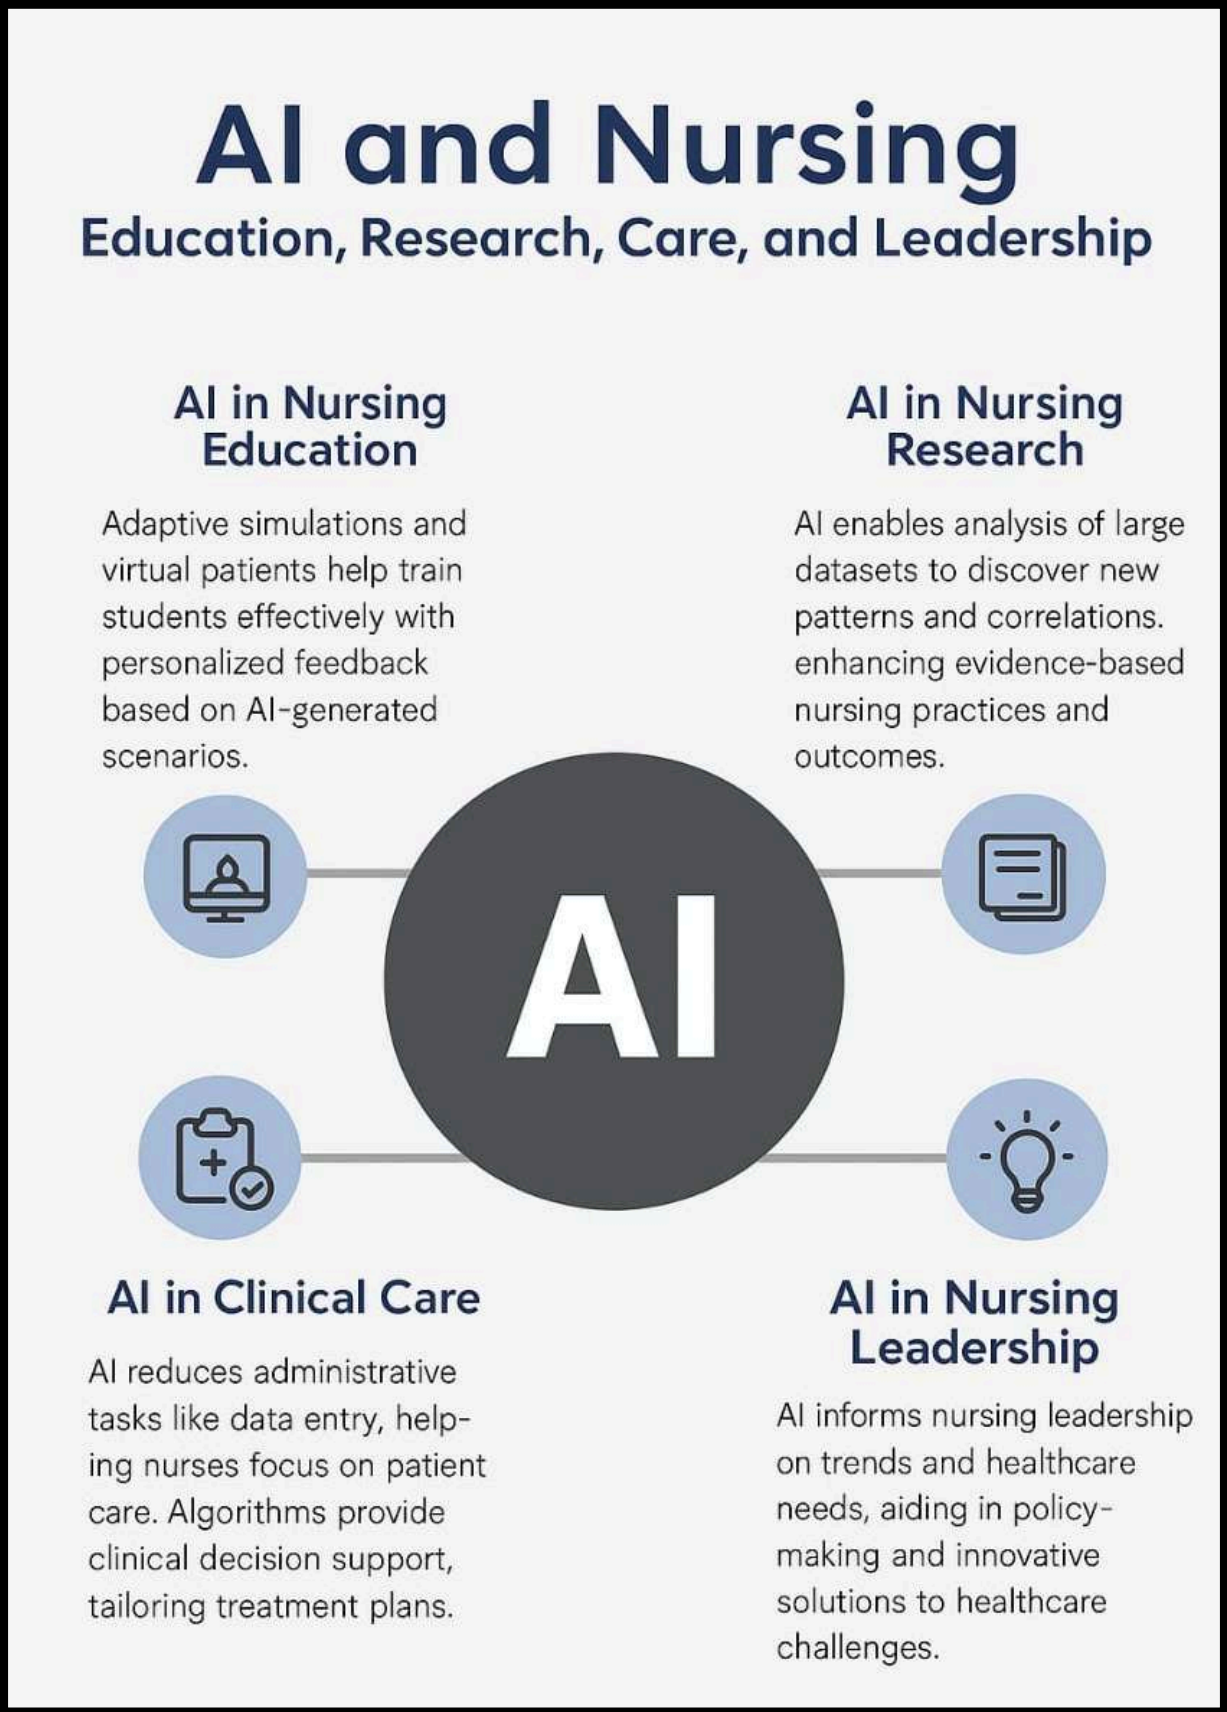 AI and Nursing
Education, Research, Care, and Leadership
AI in Nursing
Education
Adaptive simulations and
virtual patients help train
students effectively with
personalized feedback
based on AI-generated
scenarios.
AI in Nursing
Research
AI enables analysis of large
datasets to discover new
patterns and correlations.
enhancing evidence-based
nursing practices and
outcomes.
AI
AI in Clinical Care
AI reduces administrative
tasks like data entry, help-
ing nurses focus on patient
care. Algorithms provide
clinical decision support,
tailoring treatment plans.
AI in Nursing
Leadership
AI informs nursing leadership
on trends and healthcare
needs, aiding in policy-
making and innovative
solutions to healthcare
challenges.